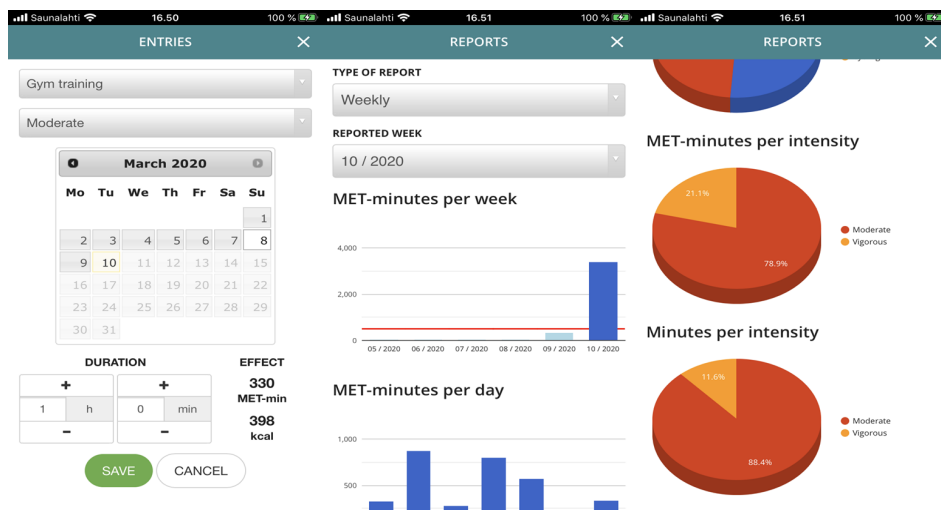 Saunalahti 16.50 100 %
ENTRIES ×
Gym training
Moderate
March 2020
Mo Tu We Th Fr Sa Su
1
2 3 4 5 6 7 8
9 10 11 12 13 14 15
16 17 18 19 20 21 22
23 24 25 26 27 28 29
30 31
DURATION EFFECT
+ + 330
MET-min
1 h 0 min
398
− − kcal
SAVE CANCEL
Saunalahti 16.51 100 %
REPORTS ×
TYPE OF REPORT
Weekly
REPORTED WEEK
10 / 2020
MET-minutes per week
4,000
2,000
0
05 / 2020 06 / 2020 07 / 2020 08 / 2020 09 / 2020 10 / 2020
MET-minutes per day
1,000
500
Saunalahti 16.51 100 %
REPORTS ×
MET-minutes per intensity
21.1%
Moderate
Vigorous
78.9%
Minutes per intensity
11.6%
Moderate
Vigorous
88.4%